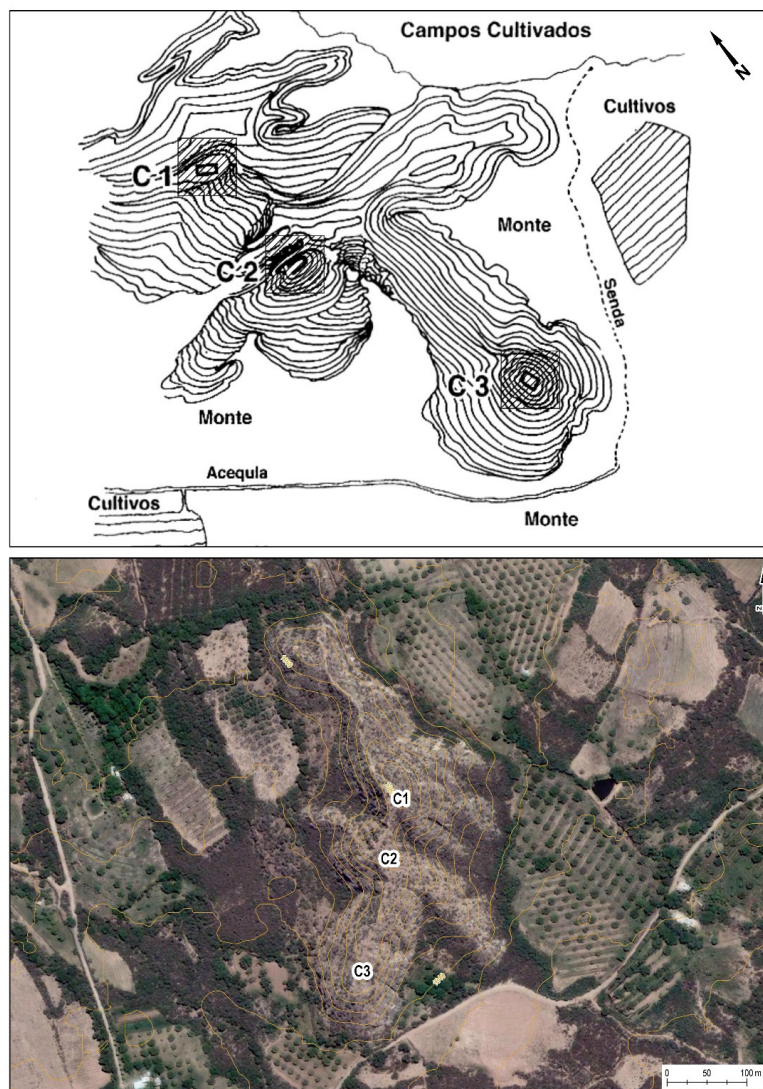 Campos Cultivados
N
Cultivos
C 1
Monte
C 2
Senda
C 3
Monte
Acequia
Cultivos
Monte
C1
C2
C3
0 50 100 m